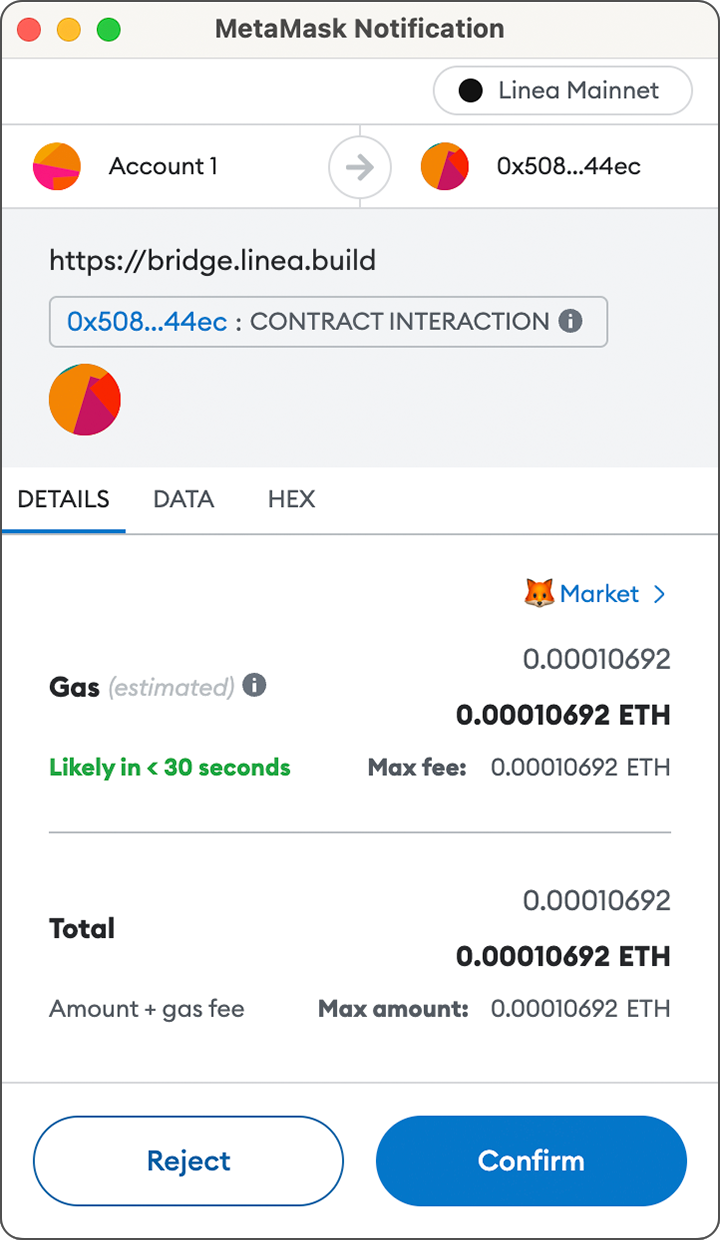 MetaMask Notification
Linea Mainnet
Account 1
0x508...44ec
https://bridge.linea.build
0x508...44ec : CONTRACT INTERACTION
DETAILS DATA HEX
Market
0.00010692
Gas (estimated)
0.00010692 ETH
Likely in < 30 seconds Max fee: 0.00010692 ETH
0.00010692
Total
0.00010692 ETH
Amount + gas fee Max amount: 0.00010692 ETH
Reject Confirm